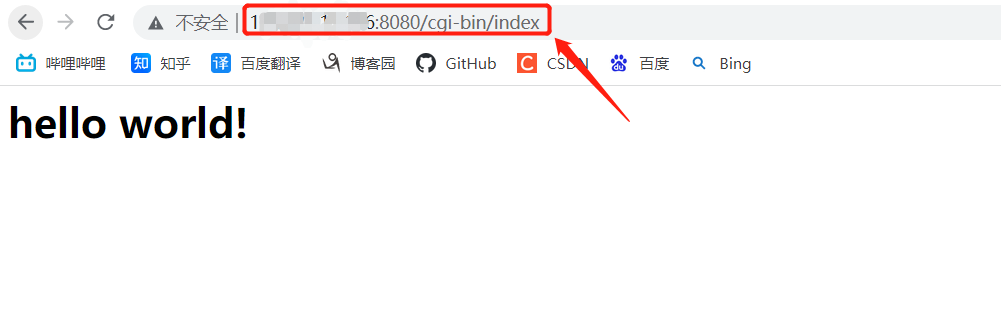 不安全 | 1 6:8080/cgi-bin/index
哔哩哔哩 知 知乎 译 百度翻译 博客园 GitHub C CSDN 百度 Bing
hello world!